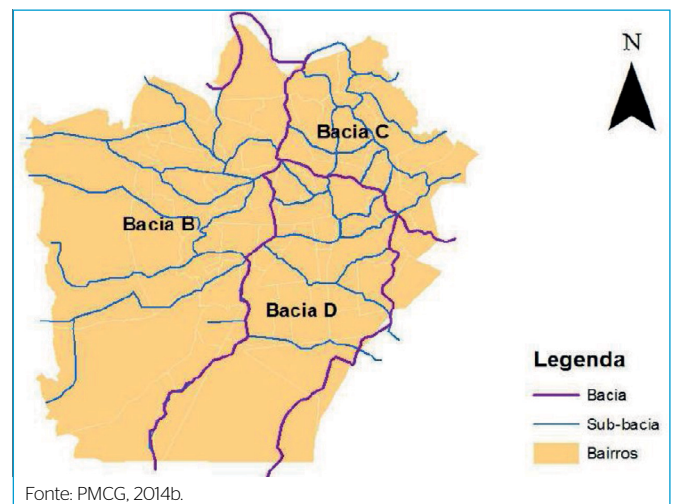 N
Bacia C
Bacia B
Bacia D
Legenda
Bacia
Sub-bacia
Bairros
Fonte: PMCG, 2014b.